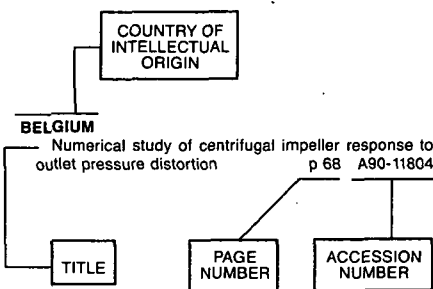 COUNTRY OF
INTELLECTUAL
ORIGIN
BELGIUM
Numerical study of centrifugal impeller response to
outlet pressure distortion p 68 A90-11804
TITLE
PAGE
NUMBER
ACCESSION
NUMBER